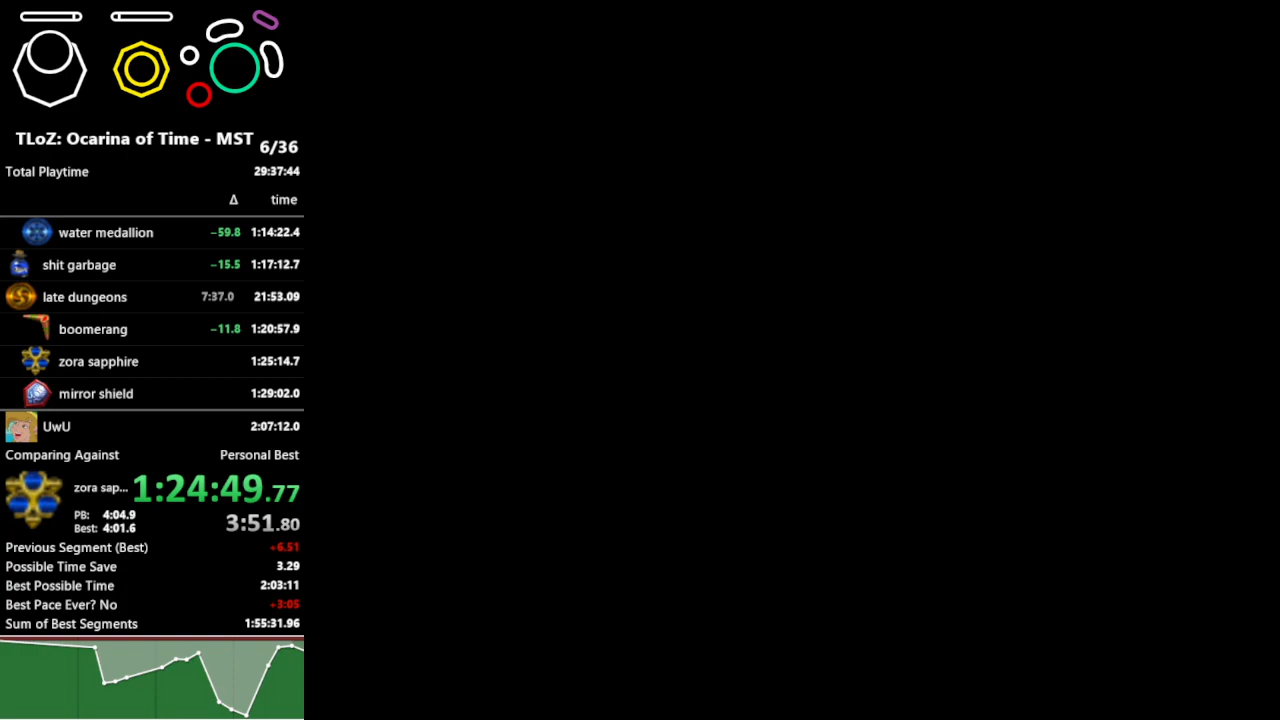 TLoZ: Ocarina of Time - MST 6/36
Total Playtime 29:37:44
Δ time
water medallion −59.8 1:14:22.4
shit garbage −15.5 1:17:12.7
late dungeons 7:37.0 21:53.09
boomerang −11.8 1:20:57.9
zora sapphire 1:25:14.7
mirror shield 1:29:02.0
UwU 2:07:12.0
Comparing Against Personal Best
zora sap... 1:24:49.77
PB: 4:04.9 3:51.80
Best: 4:01.6
Previous Segment (Best) +6.51
Possible Time Save 3.29
Best Possible Time 2:03:11
Best Pace Ever? No +3:05
Sum of Best Segments 1:55:31.96